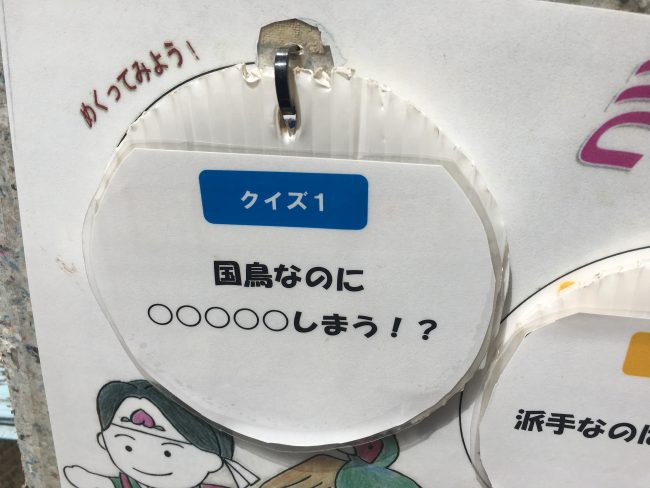 めくってみよう！
クイズ１
国鳥なのに
○○○○○しまう！？
派手なのに